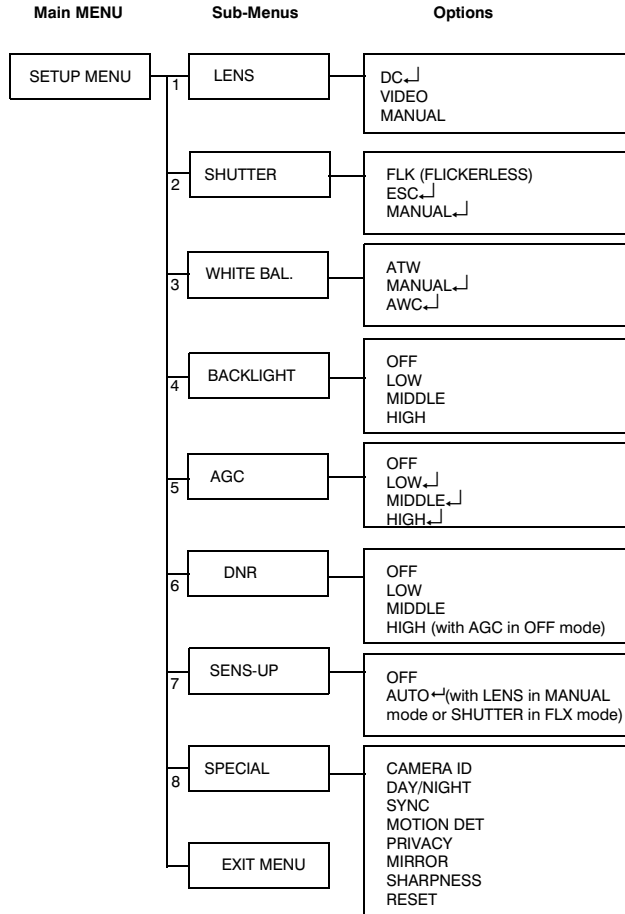 Main MENU Sub-Menus Options
SETUP MENU
1 LENS
DC↵
VIDEO
MANUAL
2 SHUTTER
FLK (FLICKERLESS)
ESC↵
MANUAL↵
3 WHITE BAL.
ATW
MANUAL↵
AWC↵
4 BACKLIGHT
OFF
LOW
MIDDLE
HIGH
5 AGC
OFF
LOW↵
MIDDLE↵
HIGH↵
6 DNR
OFF
LOW
MIDDLE
HIGH (with AGC in OFF mode)
7 SENS-UP
OFF
AUTO↵(with LENS in MANUAL
mode or SHUTTER in FLX mode)
8 SPECIAL
CAMERA ID
DAY/NIGHT
SYNC
MOTION DET
PRIVACY
MIRROR
SHARPNESS
RESET
EXIT MENU